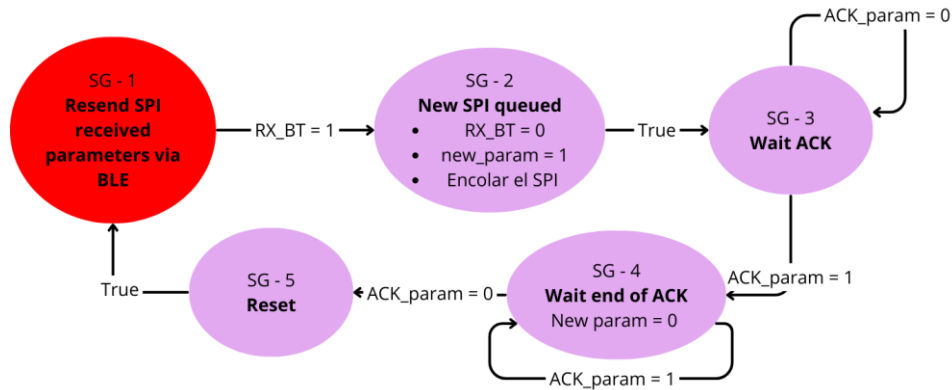 SG - 1
Resend SPI
received
parameters via
BLE
RX_BT = 1
SG - 2
New SPI queued
• RX_BT = 0
• new_param = 1
• Encolar el SPI
True
SG - 3
Wait ACK
ACK_param = 0
ACK_param = 1
SG - 4
Wait end of ACK
New param = 0
ACK_param = 1
ACK_param = 0
SG - 5
Reset
True